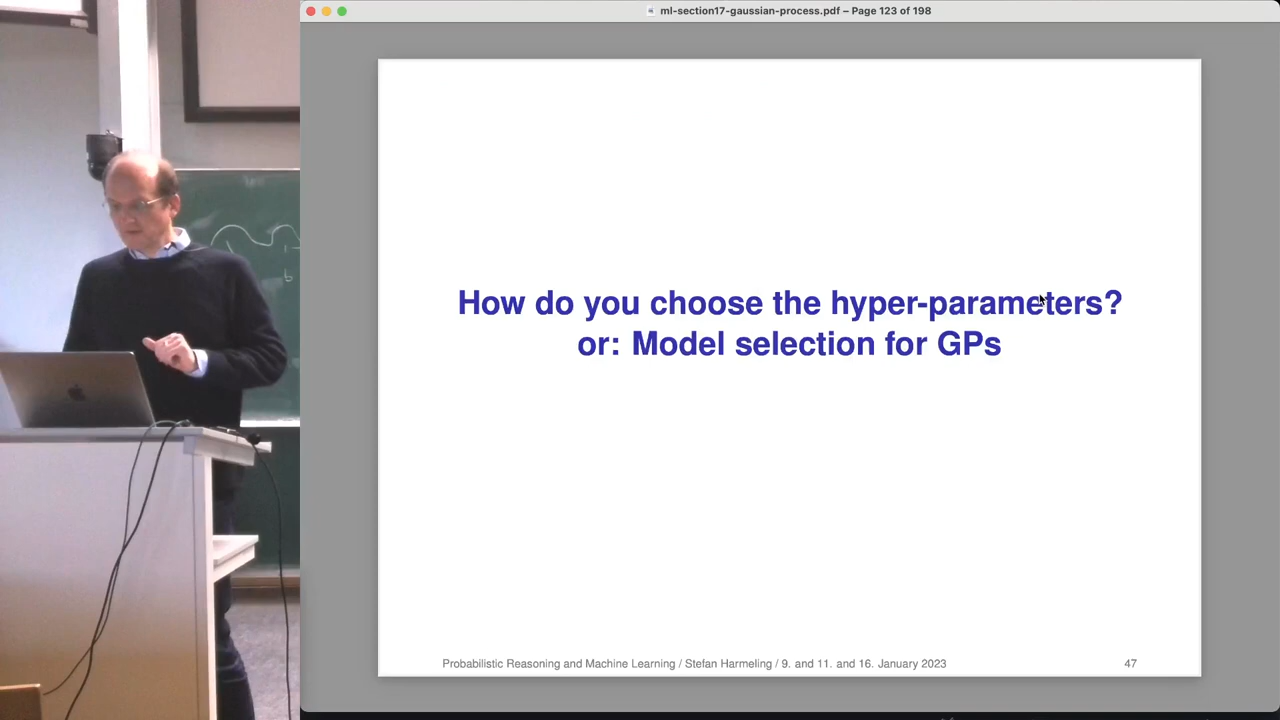 ml-section17-gaussian-process.pdf – Page 123 of 198
How do you choose the hyper-parameters?
or: Model selection for GPs
Probabilistic Reasoning and Machine Learning / Stefan Harmeling / 9. and 11. and 16. January 2023
47